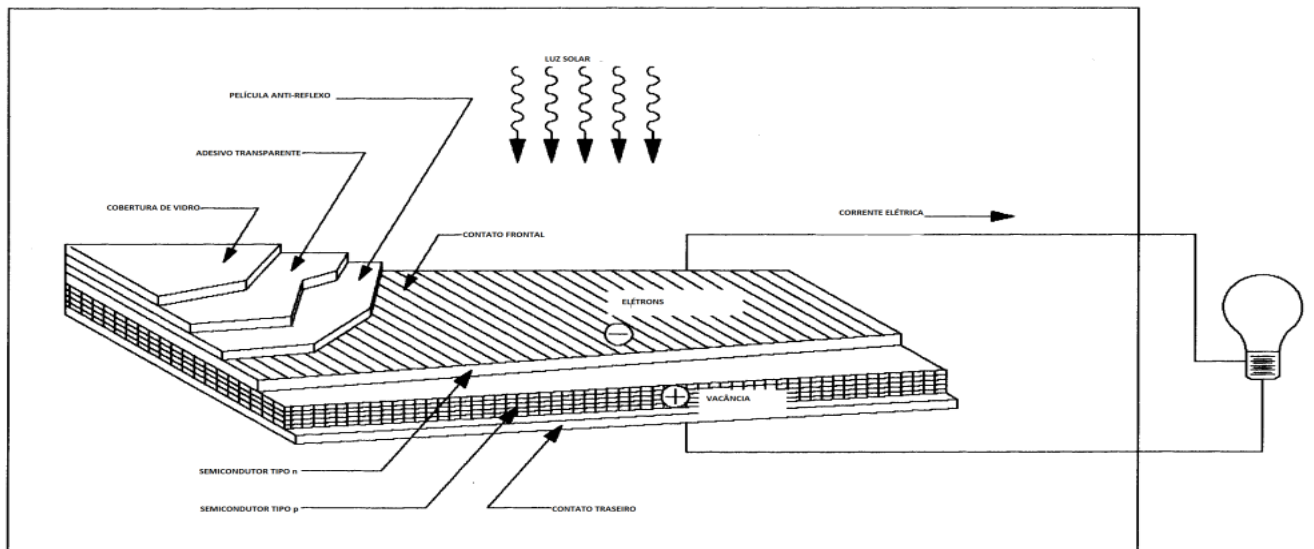 LUZ SOLAR
PELÍCULA ANTI-REFLEXO
ADESIVO TRANSPARENTE
COBERTURA DE VIDRO
CORRENTE ELÉTRICA
CONTATO FRONTAL
ELÉTRONS
VACÂNCIA
SEMICONDUTOR TIPO n
SEMICONDUTOR TIPO p
CONTATO TRASEIRO